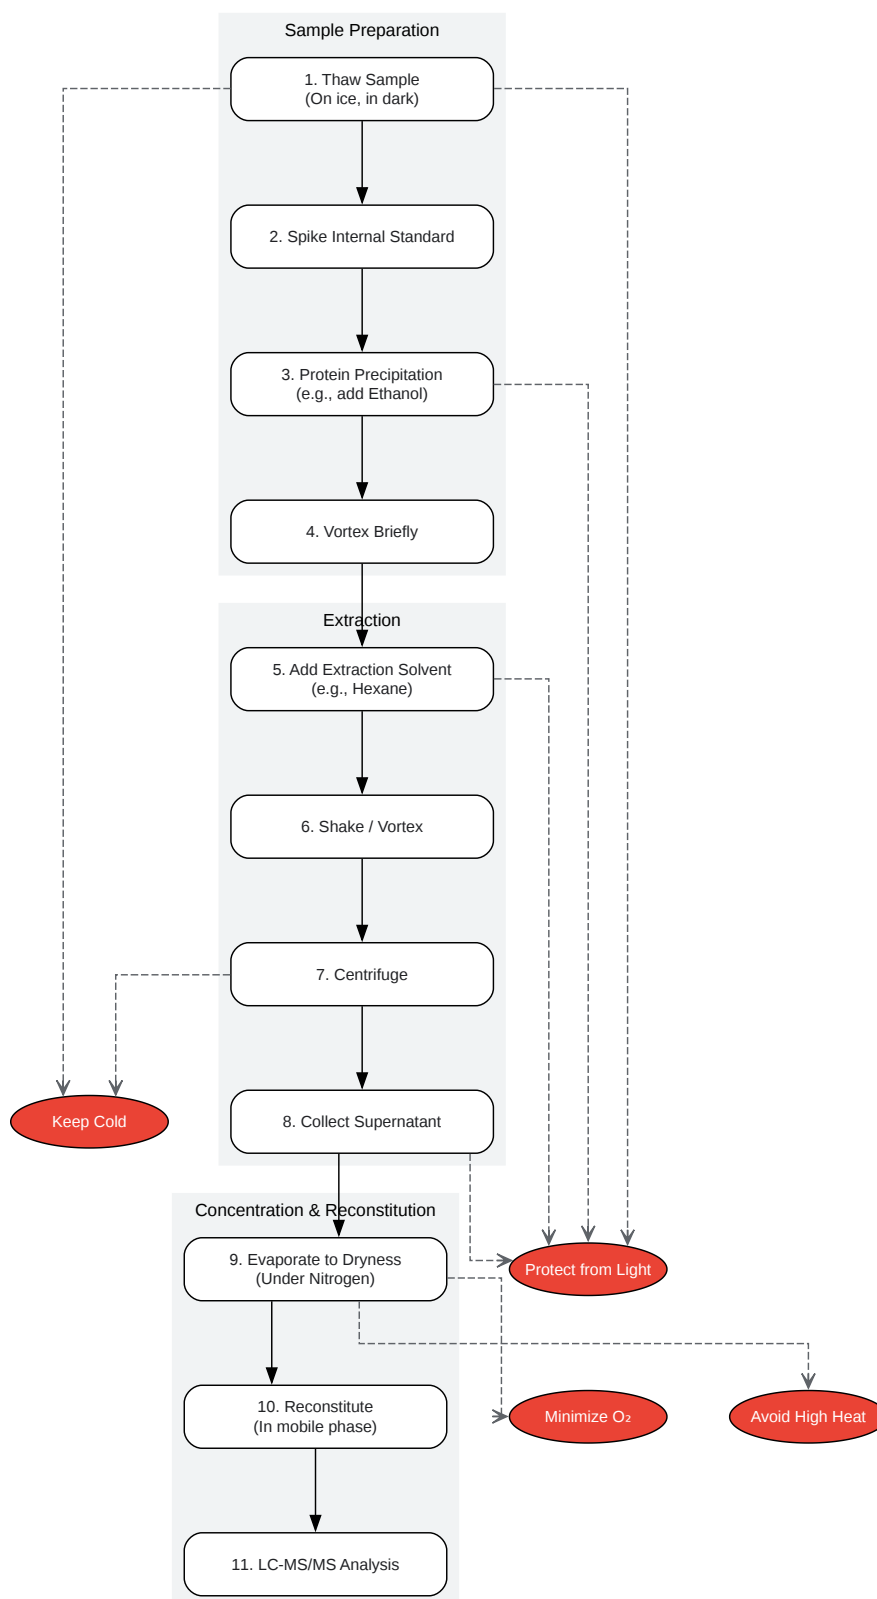 Sample Preparation
1. Thaw Sample
(On ice, in dark)
2. Spike Internal Standard
3. Protein Precipitation
(e.g., add Ethanol)
4. Vortex Briefly
Extraction
5. Add Extraction Solvent
(e.g., Hexane)
6. Shake / Vortex
7. Centrifuge
Keep Cold
8. Collect Supernatant
Concentration & Reconstitution
9. Evaporate to Dryness
(Under Nitrogen)
Protect from Light
10. Reconstitute
(In mobile phase)
Minimize O₂
Avoid High Heat
11. LC-MS/MS Analysis